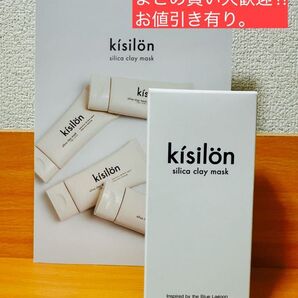 まとめ買い大歓迎!!
お値引き有り。
kísilön
silica clay mask
kísilön
silica clay mask
Inspired by the Blue Lagoon